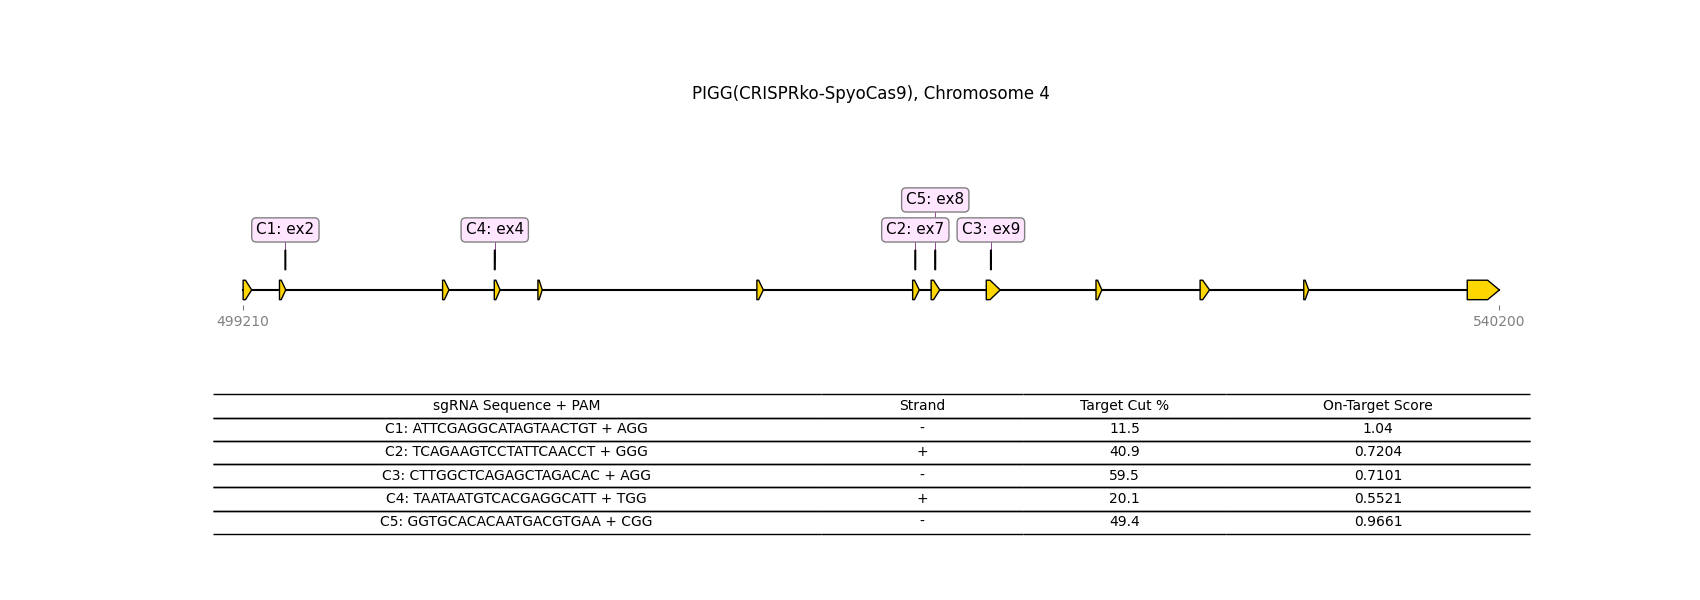 PIGG(CRISPRko-SpyoCas9), Chromosome 4
C5: ex8
C1: ex2 C4: ex4 C2: ex7 C3: ex9
499210 540200
sgRNA Sequence + PAM Strand Target Cut % On-Target Score
C1: ATTCGAGGCATAGTAACTGT + AGG - 11.5 1.04
C2: TCAGAAGTCCTATTCAACCT + GGG + 40.9 0.7204
C3: CTTGGCTCAGAGCTAGACAC + AGG - 59.5 0.7101
C4: TAATAATGTCACGAGGCATT + TGG + 20.1 0.5521
C5: GGTGCACACAATGACGTGAA + CGG - 49.4 0.9661